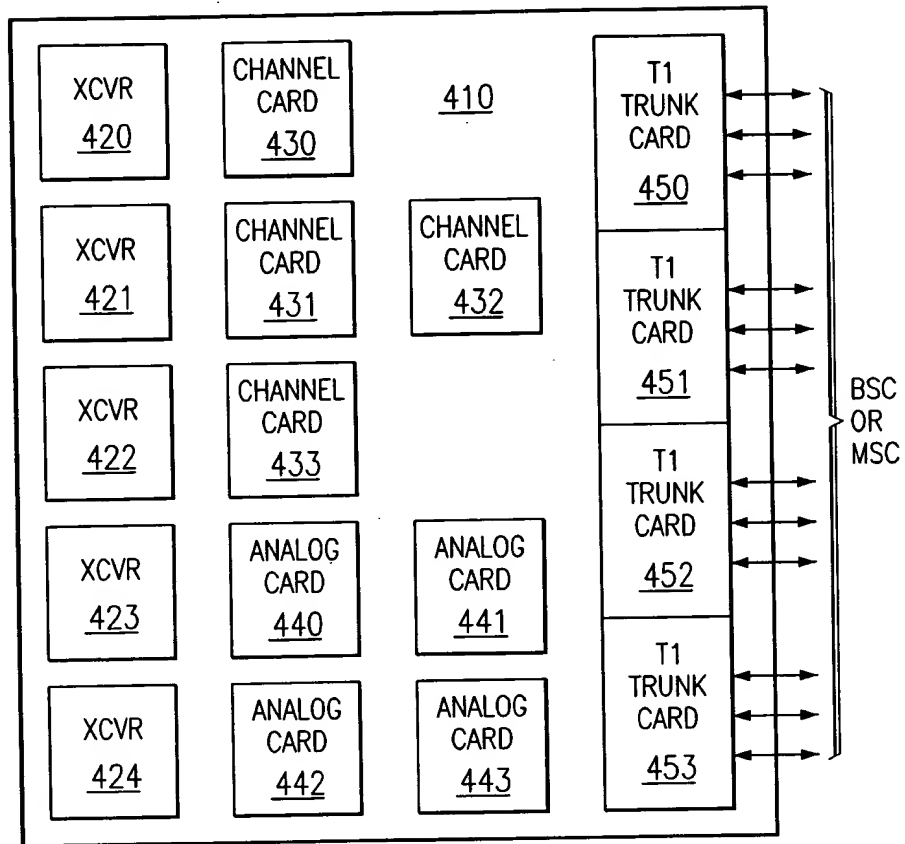 XCVR
420
CHANNEL
CARD
430
410
T1
TRUNK
CARD
450
XCVR
421
CHANNEL
CARD
431
CHANNEL
CARD
432
T1
TRUNK
CARD
451
XCVR
422
CHANNEL
CARD
433
BSC
OR
MSC
T1
TRUNK
CARD
452
XCVR
423
ANALOG
CARD
440
ANALOG
CARD
441
T1
TRUNK
CARD
453
XCVR
424
ANALOG
CARD
442
ANALOG
CARD
443